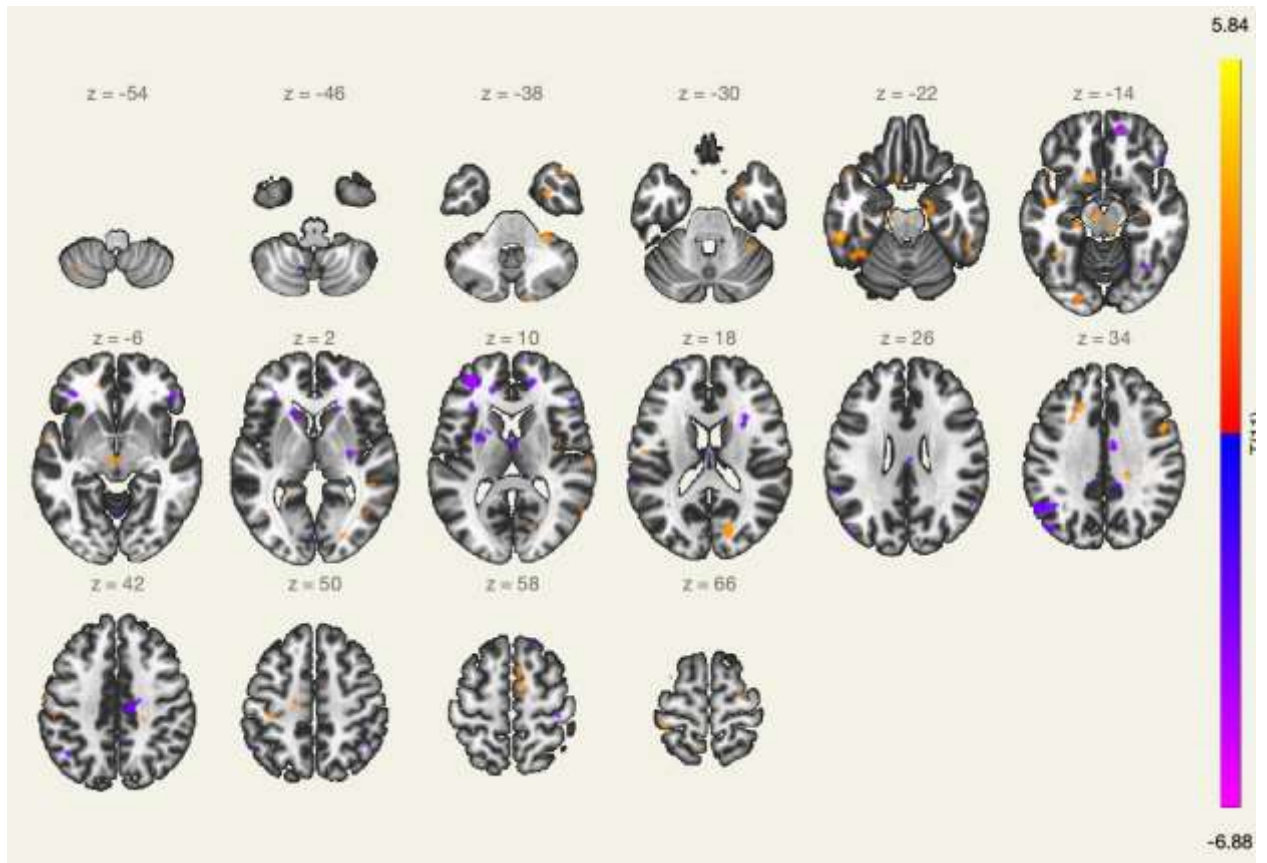 5.84
z = -54
z = -46
z = -38
z = -30
z = -22
z = -14
z = -6
z = 2
z = 10
z = 18
z = 26
z = 34
T(11)
z = 42
z = 50
z = 58
z = 66
-6.88